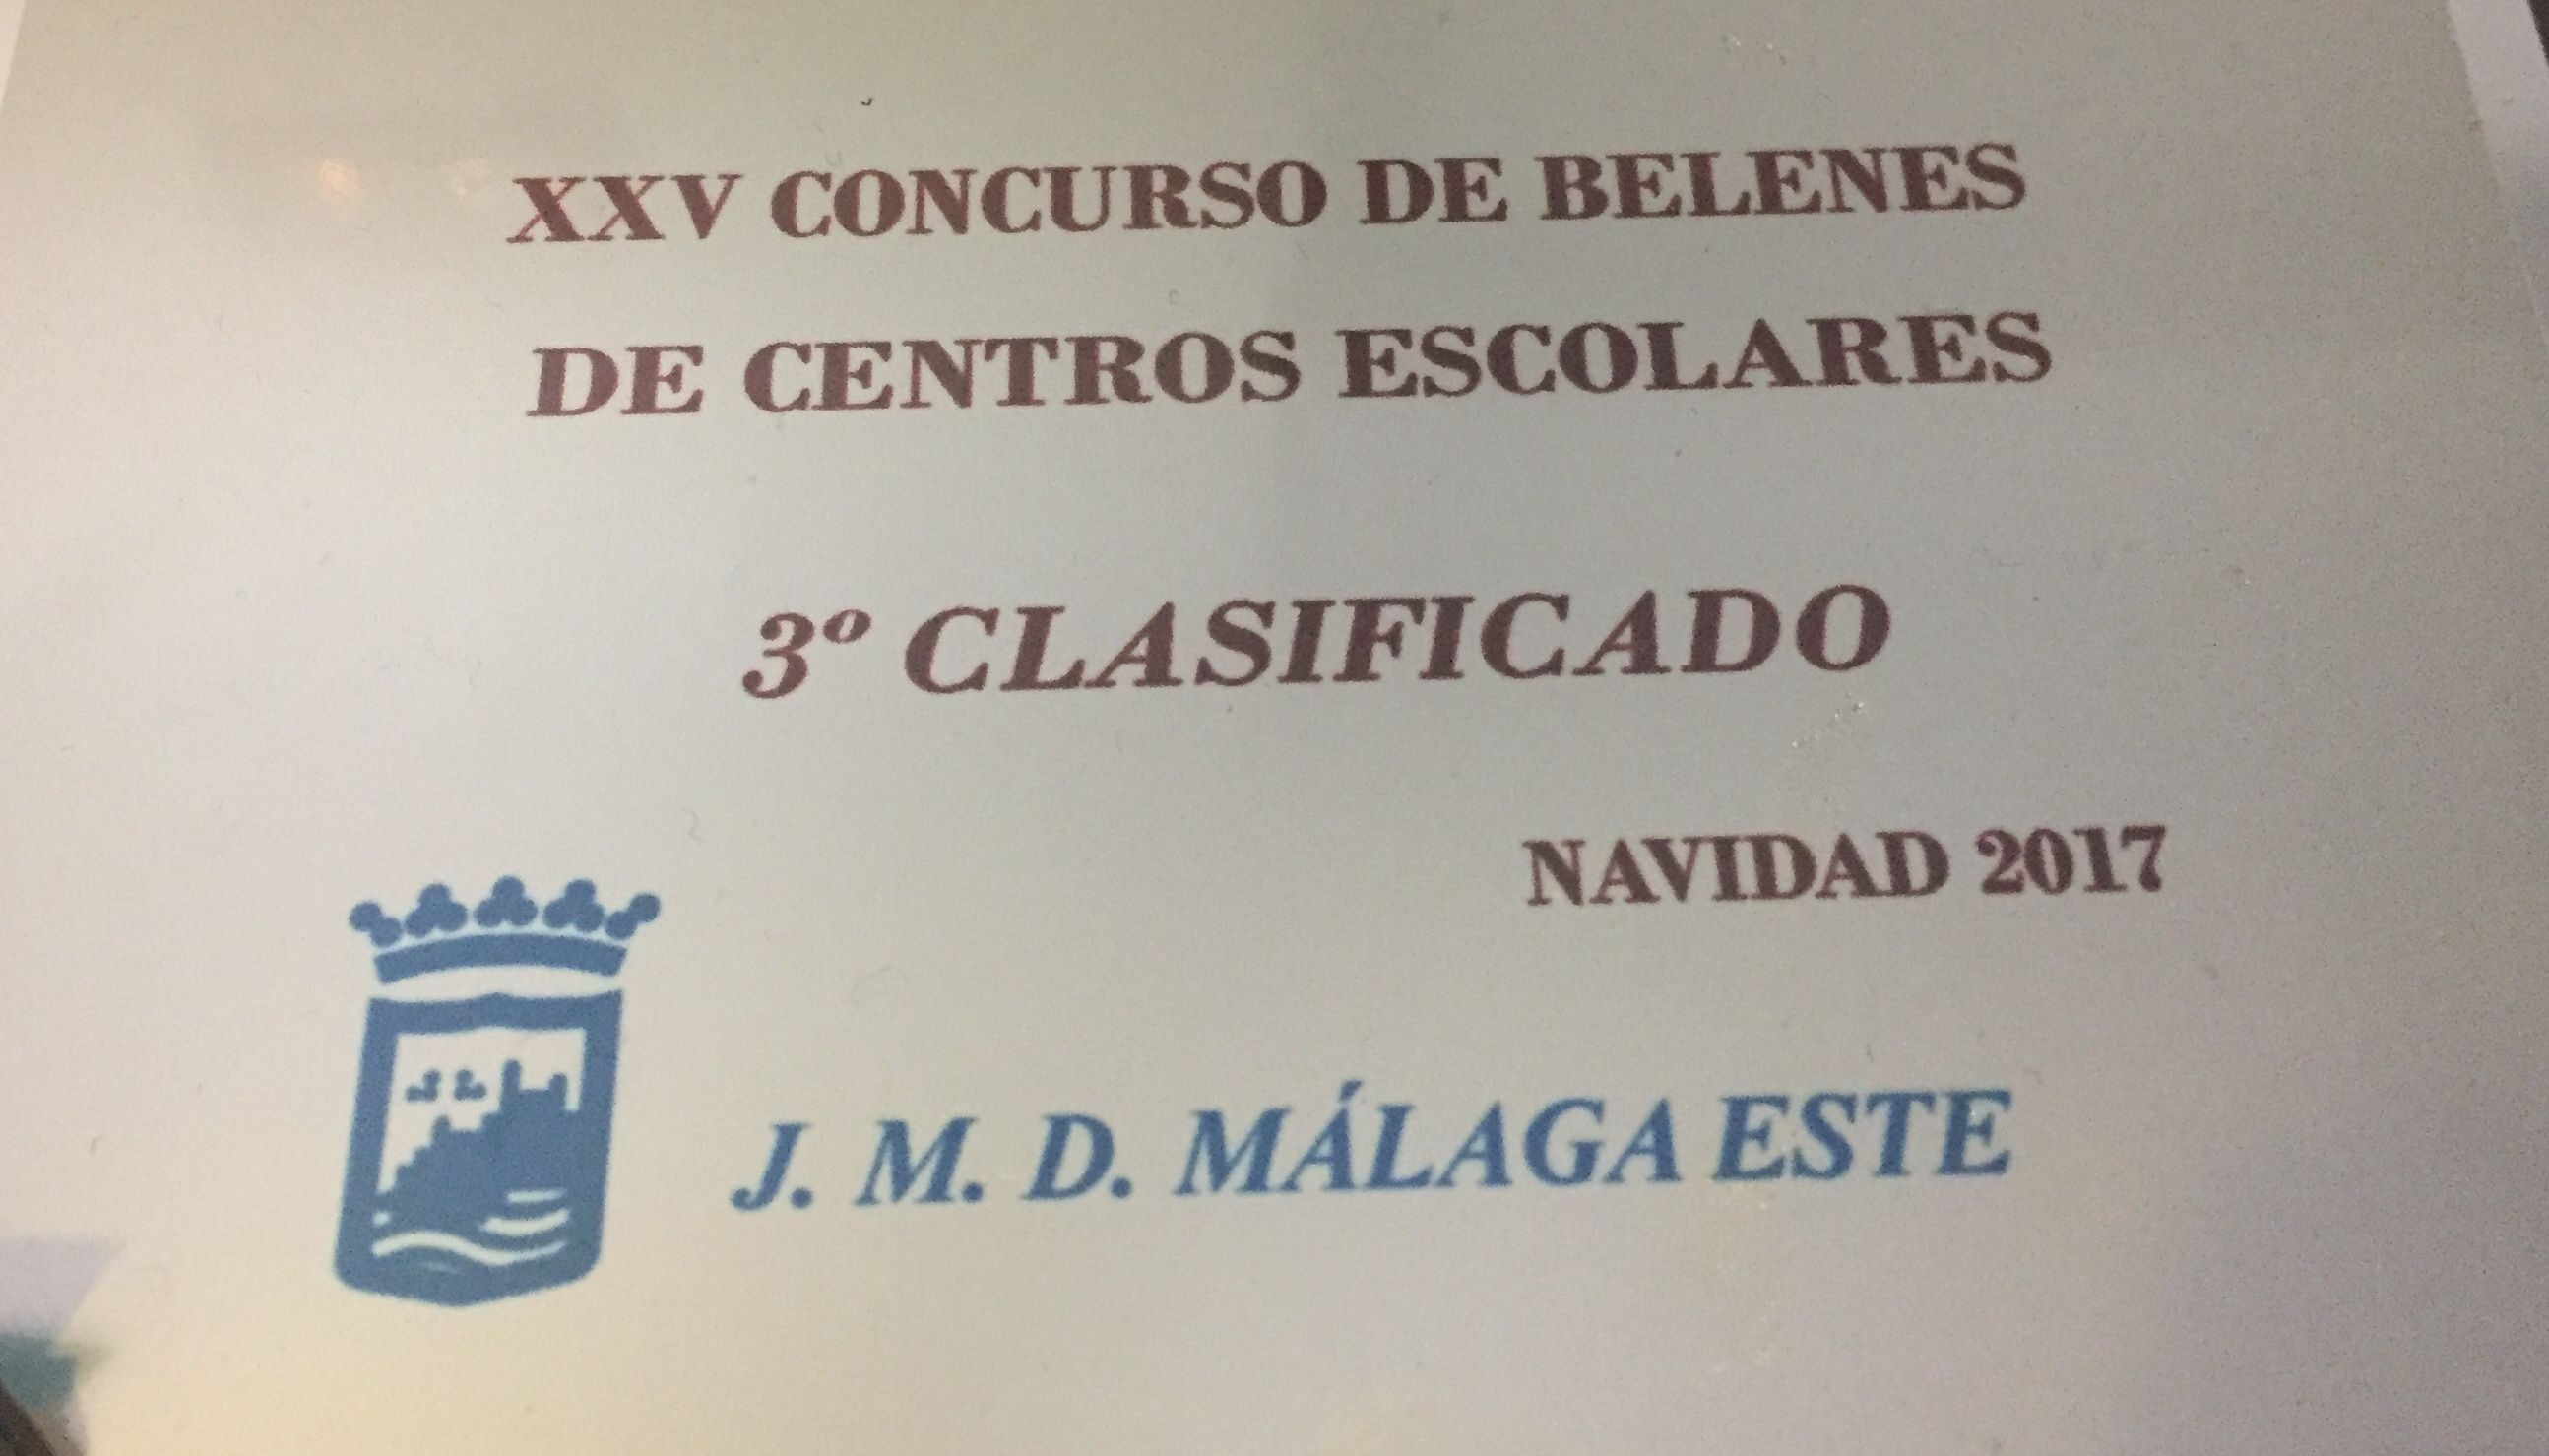 XXV CONCURSO DE BELENES
DE CENTROS ESCOLARES
3º CLASIFICADO
NAVIDAD 2017
J. M. D. MÁLAGA ESTE